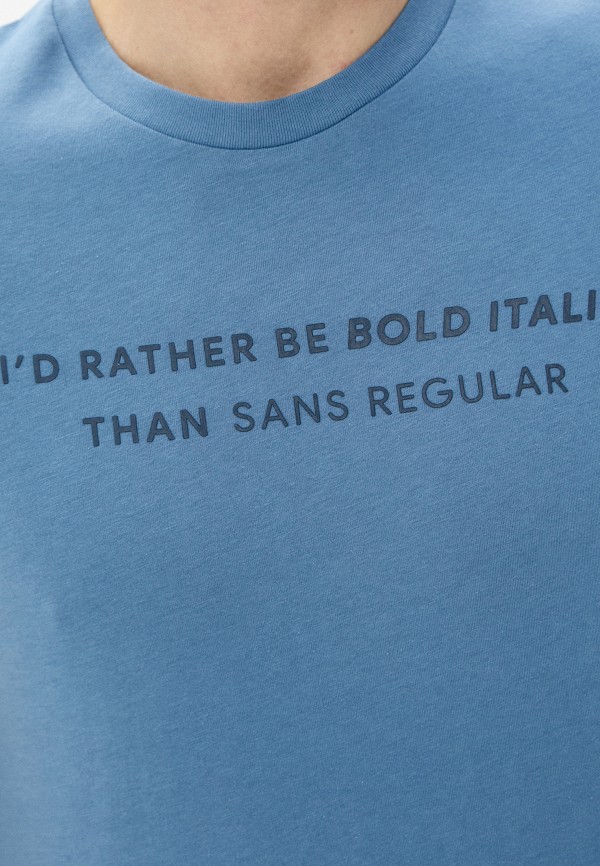 I'D RATHER BE BOLD ITALI
THAN SANS REGULAR